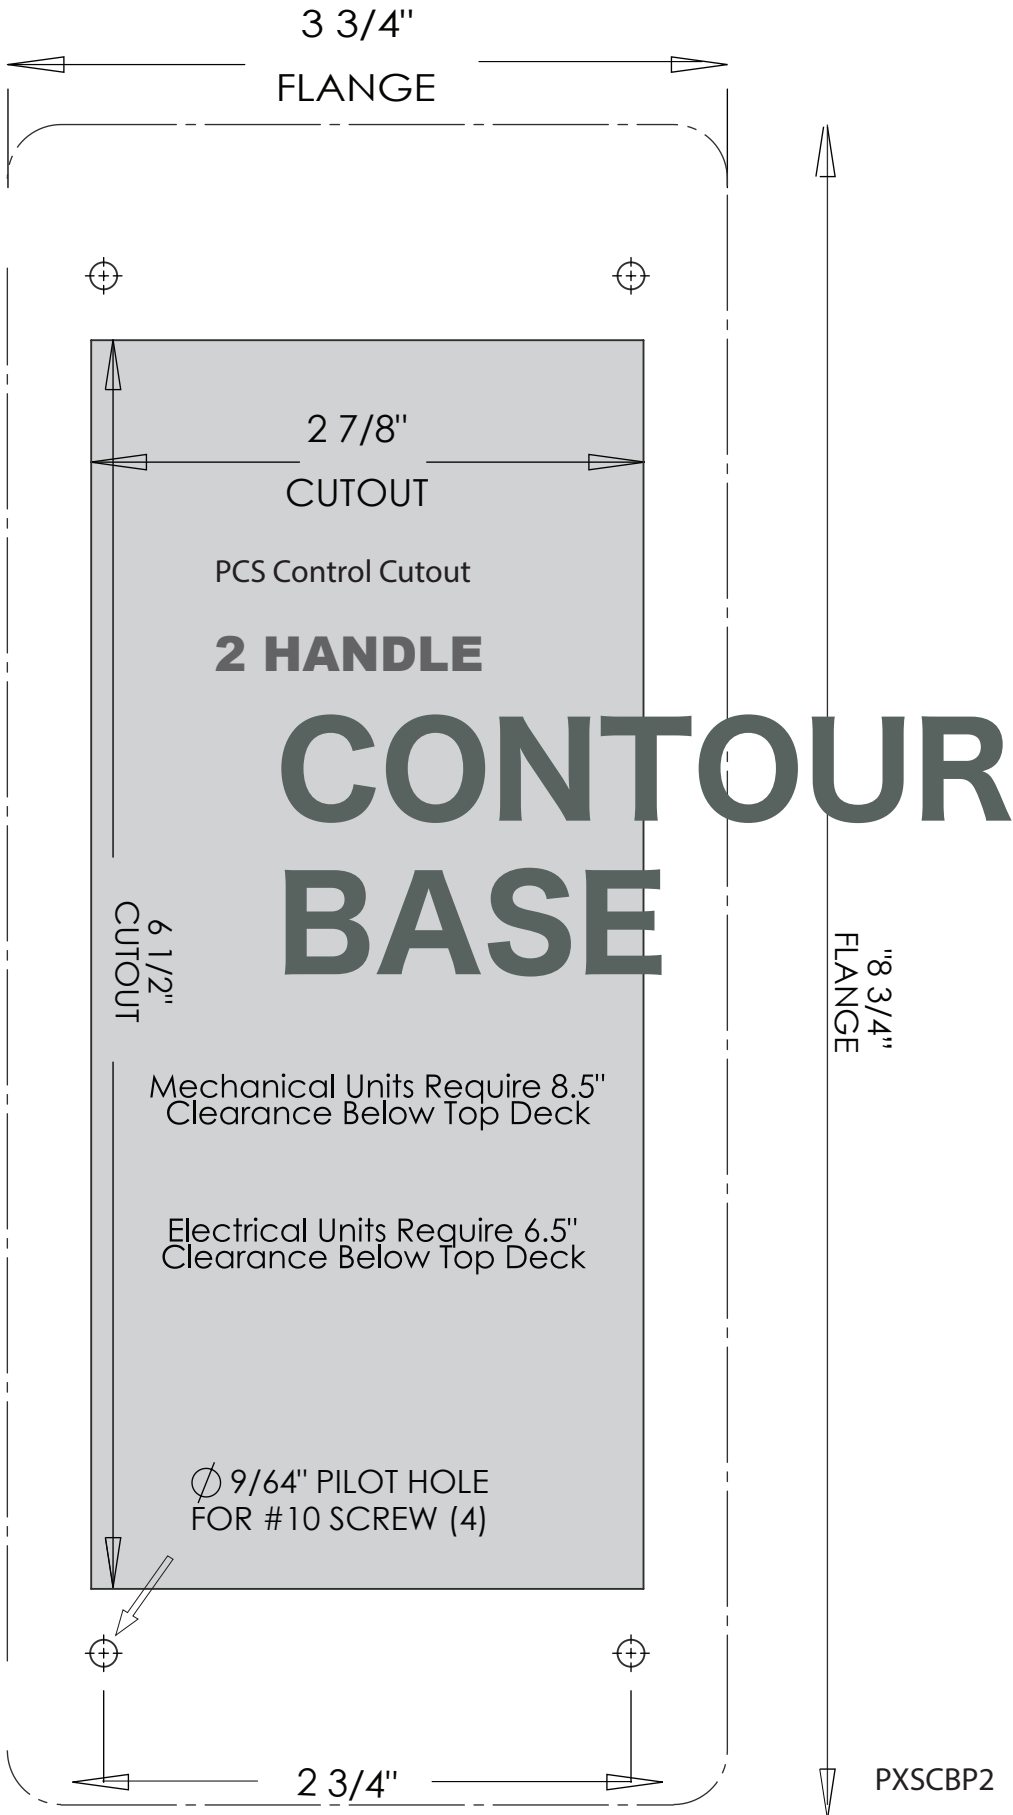 3 3/4"
FLANGE
2 7/8"
CUTOUT
PCS Control Cutout
2 HANDLE
CONTOUR
BASE
6 1/2"
CUTOUT
"8 3/4"
FLANGE
Mechanical Units Require 8.5"
Clearance Below Top Deck
Electrical Units Require 6.5"
Clearance Below Top Deck
∅ 9/64" PILOT HOLE
FOR #10 SCREW (4)
2 3/4"
PXSCBP2